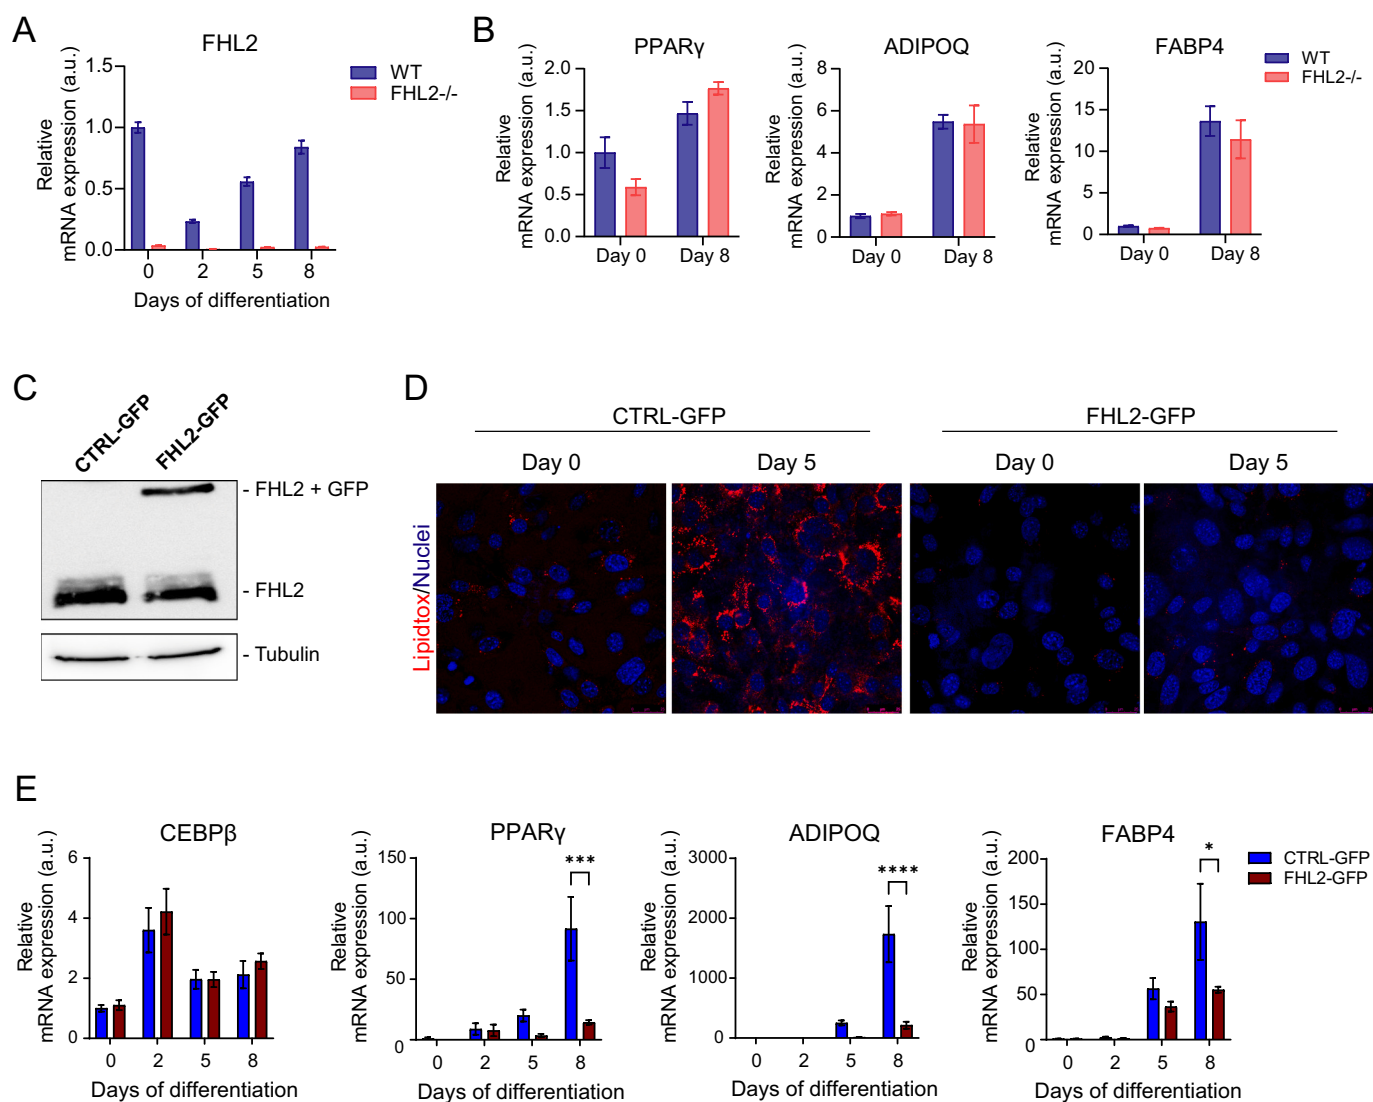 A
FHL2
Relative
mRNA expression (a.u.)
1.5
1.0
0.5
0.0
0 2 5 8
Days of differentiation
WT
FHL2-/-
B
PPARγ
Relative
mRNA expression (a.u.)
2.0
1.5
1.0
0.5
0.0
Day 0 Day 8
ADIPOQ
Relative
mRNA expression (a.u.)
8
6
4
2
0
Day 0 Day 8
FABP4
Relative
mRNA expression (a.u.)
20
15
10
5
0
Day 0 Day 8
WT
FHL2-/-
C
CTRL-GFP
FHL2-GFP
- FHL2 + GFP
- FHL2
- Tubulin
D
CTRL-GFP
FHL2-GFP
Day 0 Day 5 Day 0 Day 5
Lipidtox/Nuclei
E
CEBPβ
Relative
mRNA expression (a.u.)
6
4
2
0
0 2 5 8
Days of differentiation
PPARγ
Relative
mRNA expression (a.u.)
150
100
50
0
***
0 2 5 8
Days of differentiation
ADIPOQ
Relative
mRNA expression (a.u.)
3000
2000
1000
0
****
0 2 5 8
Days of differentiation
FABP4
Relative
mRNA expression (a.u.)
200
150
100
50
0
*
0 2 5 8
Days of differentiation
CTRL-GFP
FHL2-GFP